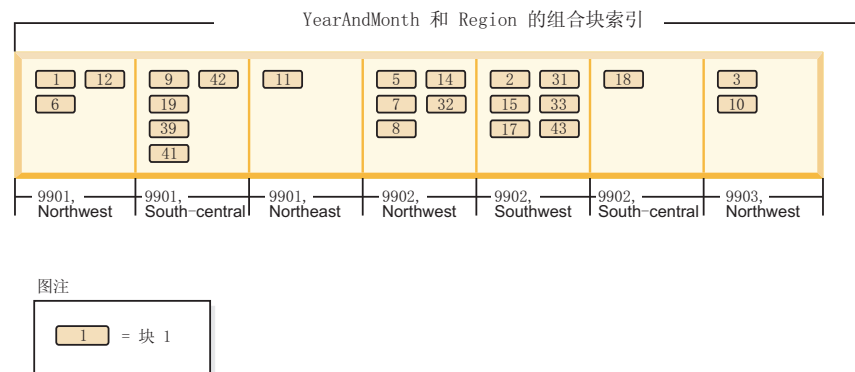 YearAndMonth 和 Region 的组合块索引
1 12 9 42 11 5 14 2 31 18 3
6 19 7 32 15 33 10
39 8 17 43
41
9901, 9901, 9901, 9902, 9902, 9902, 9903,
Northwest South-central Northeast Northwest Southwest South-central Northwest
图注
1 = 块 1